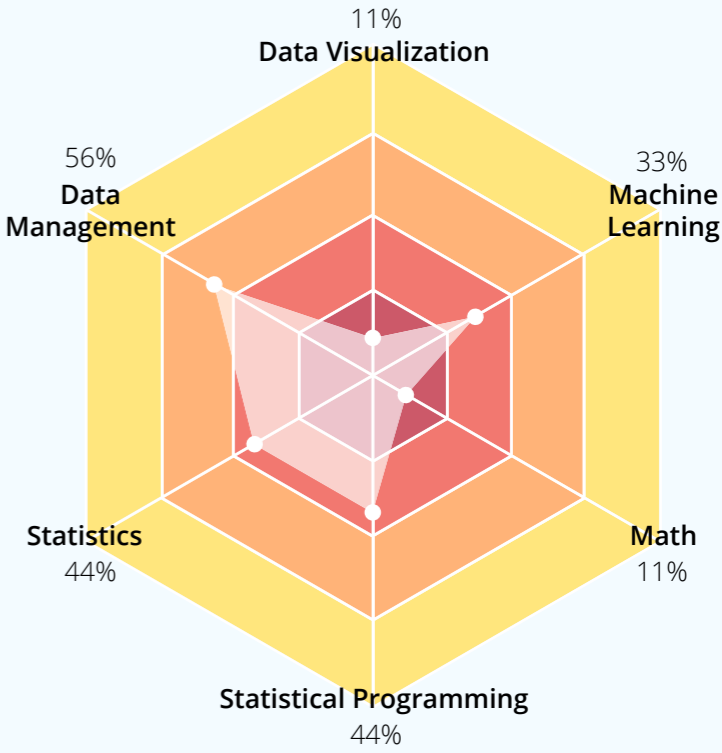 11%
Data Visualization
56%
Data
Management
33%
Machine
Learning
Statistics
44%
Math
11%
Statistical Programming
44%